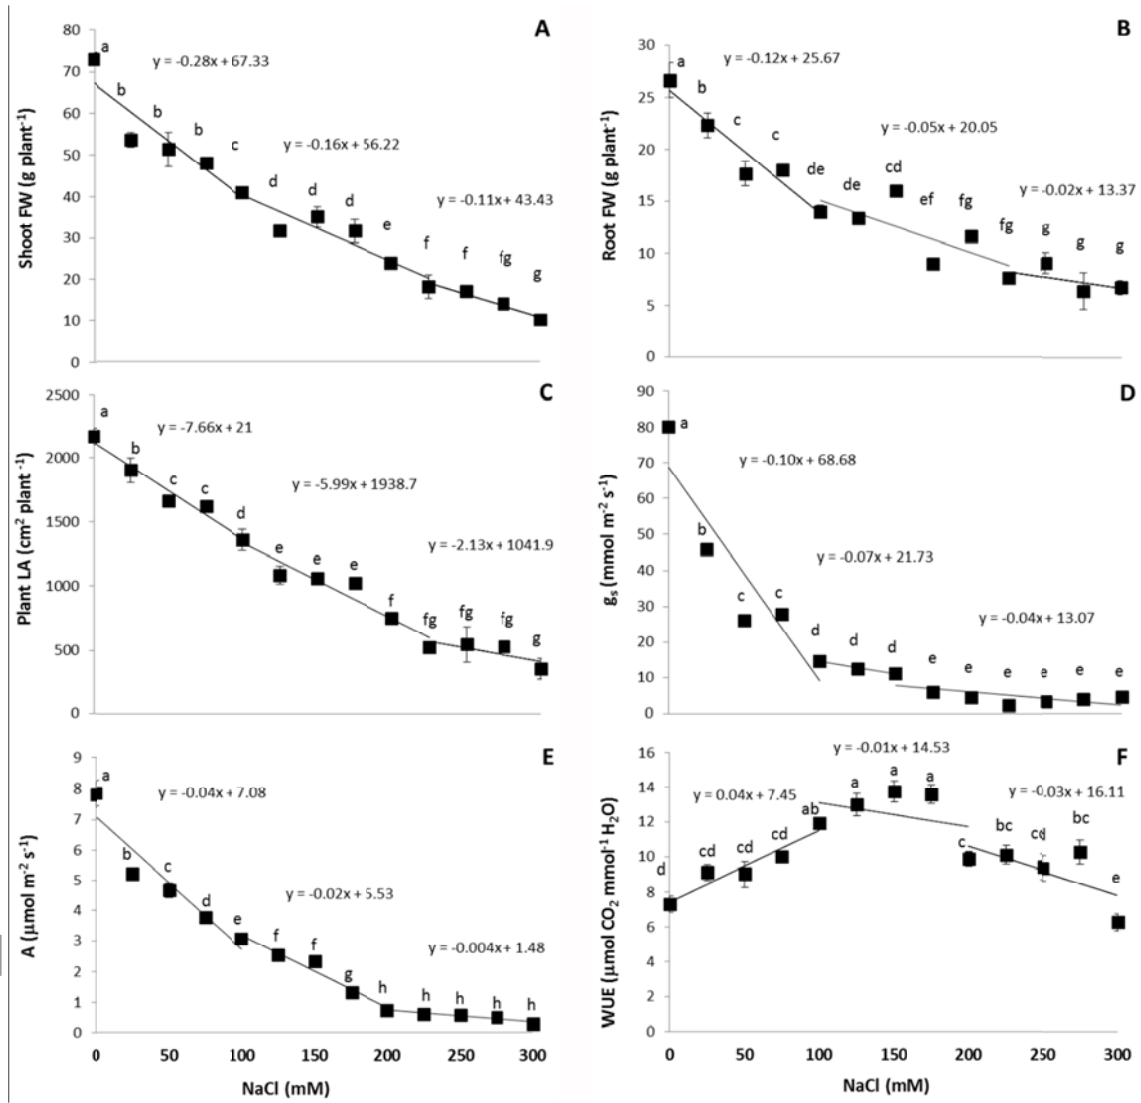 A
80
70
60
50
40
30
20
10
0
Shoot FW (g plant⁻¹)
a
b
b
b
c
d
d
d
e
f
f
fg
g
y = -0.28x + 67.33
y = -0.16x + 56.22
y = -0.11x + 43.43
B
30
25
20
15
10
5
0
Root FW (g plant⁻¹)
a
b
c
c
de
de
cd
ef
fg
fg
g
g
g
y = -0.12x + 25.67
y = -0.05x + 20.05
y = -0.02x + 13.37
C
2500
2000
1500
1000
500
0
Plant LA (cm² plant⁻¹)
a
b
c
c
d
e
e
e
f
fg
fg
fg
g
y = -7.66x + 21
y = -5.99x + 1938.7
y = -2.13x + 1041.9
D
90
80
70
60
50
40
30
20
10
0
gₛ (mmol m⁻² s⁻¹)
a
b
c
c
d
d
d
e
e
e
e
e
e
y = -0.10x + 68.68
y = -0.07x + 21.73
y = -0.04x + 13.07
E
9
8
7
6
5
4
3
2
1
0
A (μmol m⁻² s⁻¹)
a
b
c
d
e
f
f
g
h
h
h
h
h
y = -0.04x + 7.08
y = -0.02x + 5.53
y = -0.004x + 1.48
0 50 100 150 200 250 300
NaCl (mM)
F
16
14
12
10
8
6
4
2
0
WUE (μmol CO₂ mmol⁻¹ H₂O)
d
cd
cd
cd
ab
a
a
a
c
bc
cd
bc
e
y = 0.04x + 7.45
y = -0.01x + 14.53
y = -0.03x + 16.11
0 50 100 150 200 250 300
NaCl (mM)